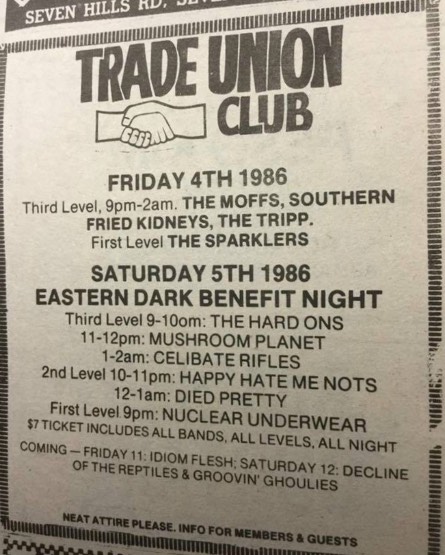 SEVEN HILLS RD,
TRADE UNION
CLUB
FRIDAY 4TH 1986
Third Level, 9pm-2am. THE MOFFS, SOUTHERN
FRIED KIDNEYS, THE TRIPP.
First Level THE SPARKLERS
SATURDAY 5TH 1986
EASTERN DARK BENEFIT NIGHT
Third Level 9-10om: THE HARD ONS
11-12pm: MUSHROOM PLANET
1-2am: CELIBATE RIFLES
2nd Level 10-11pm: HAPPY HATE ME NOTS
12-1am: DIED PRETTY
First Level 9pm: NUCLEAR UNDERWEAR
$7 TICKET INCLUDES ALL BANDS, ALL LEVELS, ALL NIGHT
COMING — FRIDAY 11: IDIOM FLESH; SATURDAY 12: DECLINE
OF THE REPTILES & GROOVIN' GHOULIES
NEAT ATTIRE PLEASE. INFO FOR MEMBERS & GUESTS